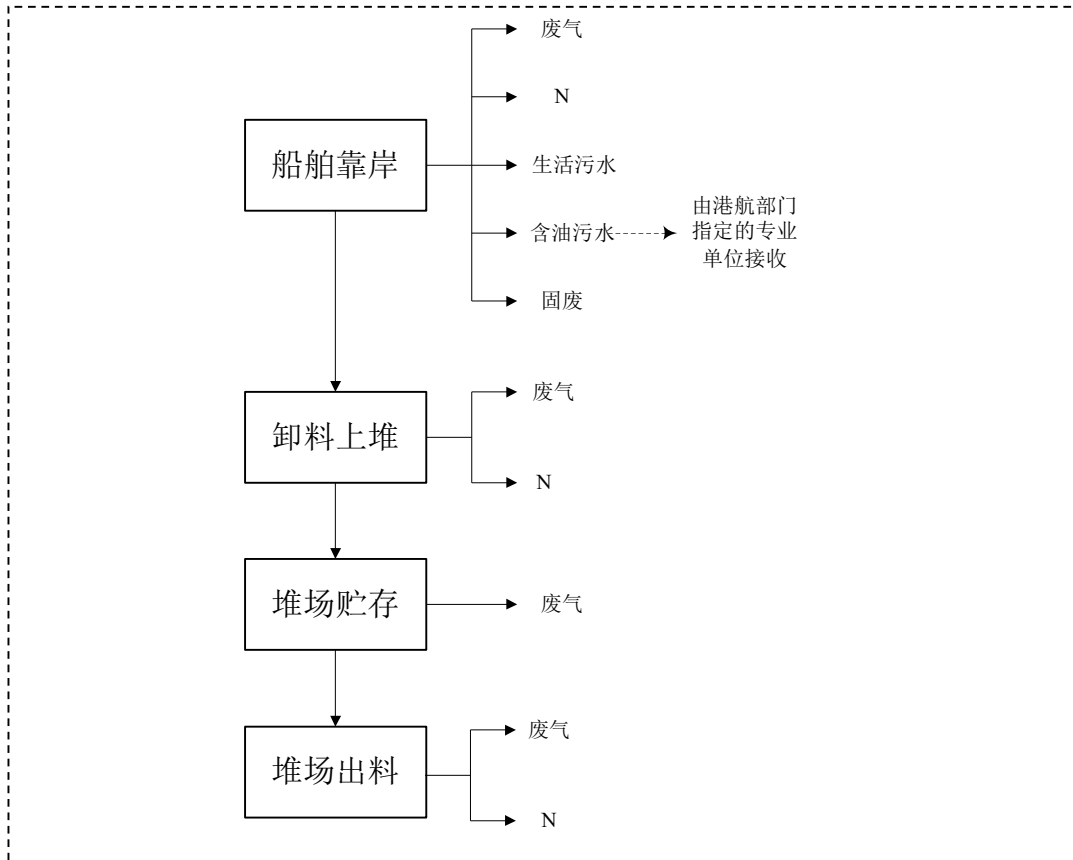 废气
N
船舶靠岸
生活污水
含油污水
由港航部门
指定的专业
单位接收
固废
卸料上堆
废气
N
堆场贮存
废气
堆场出料
废气
N